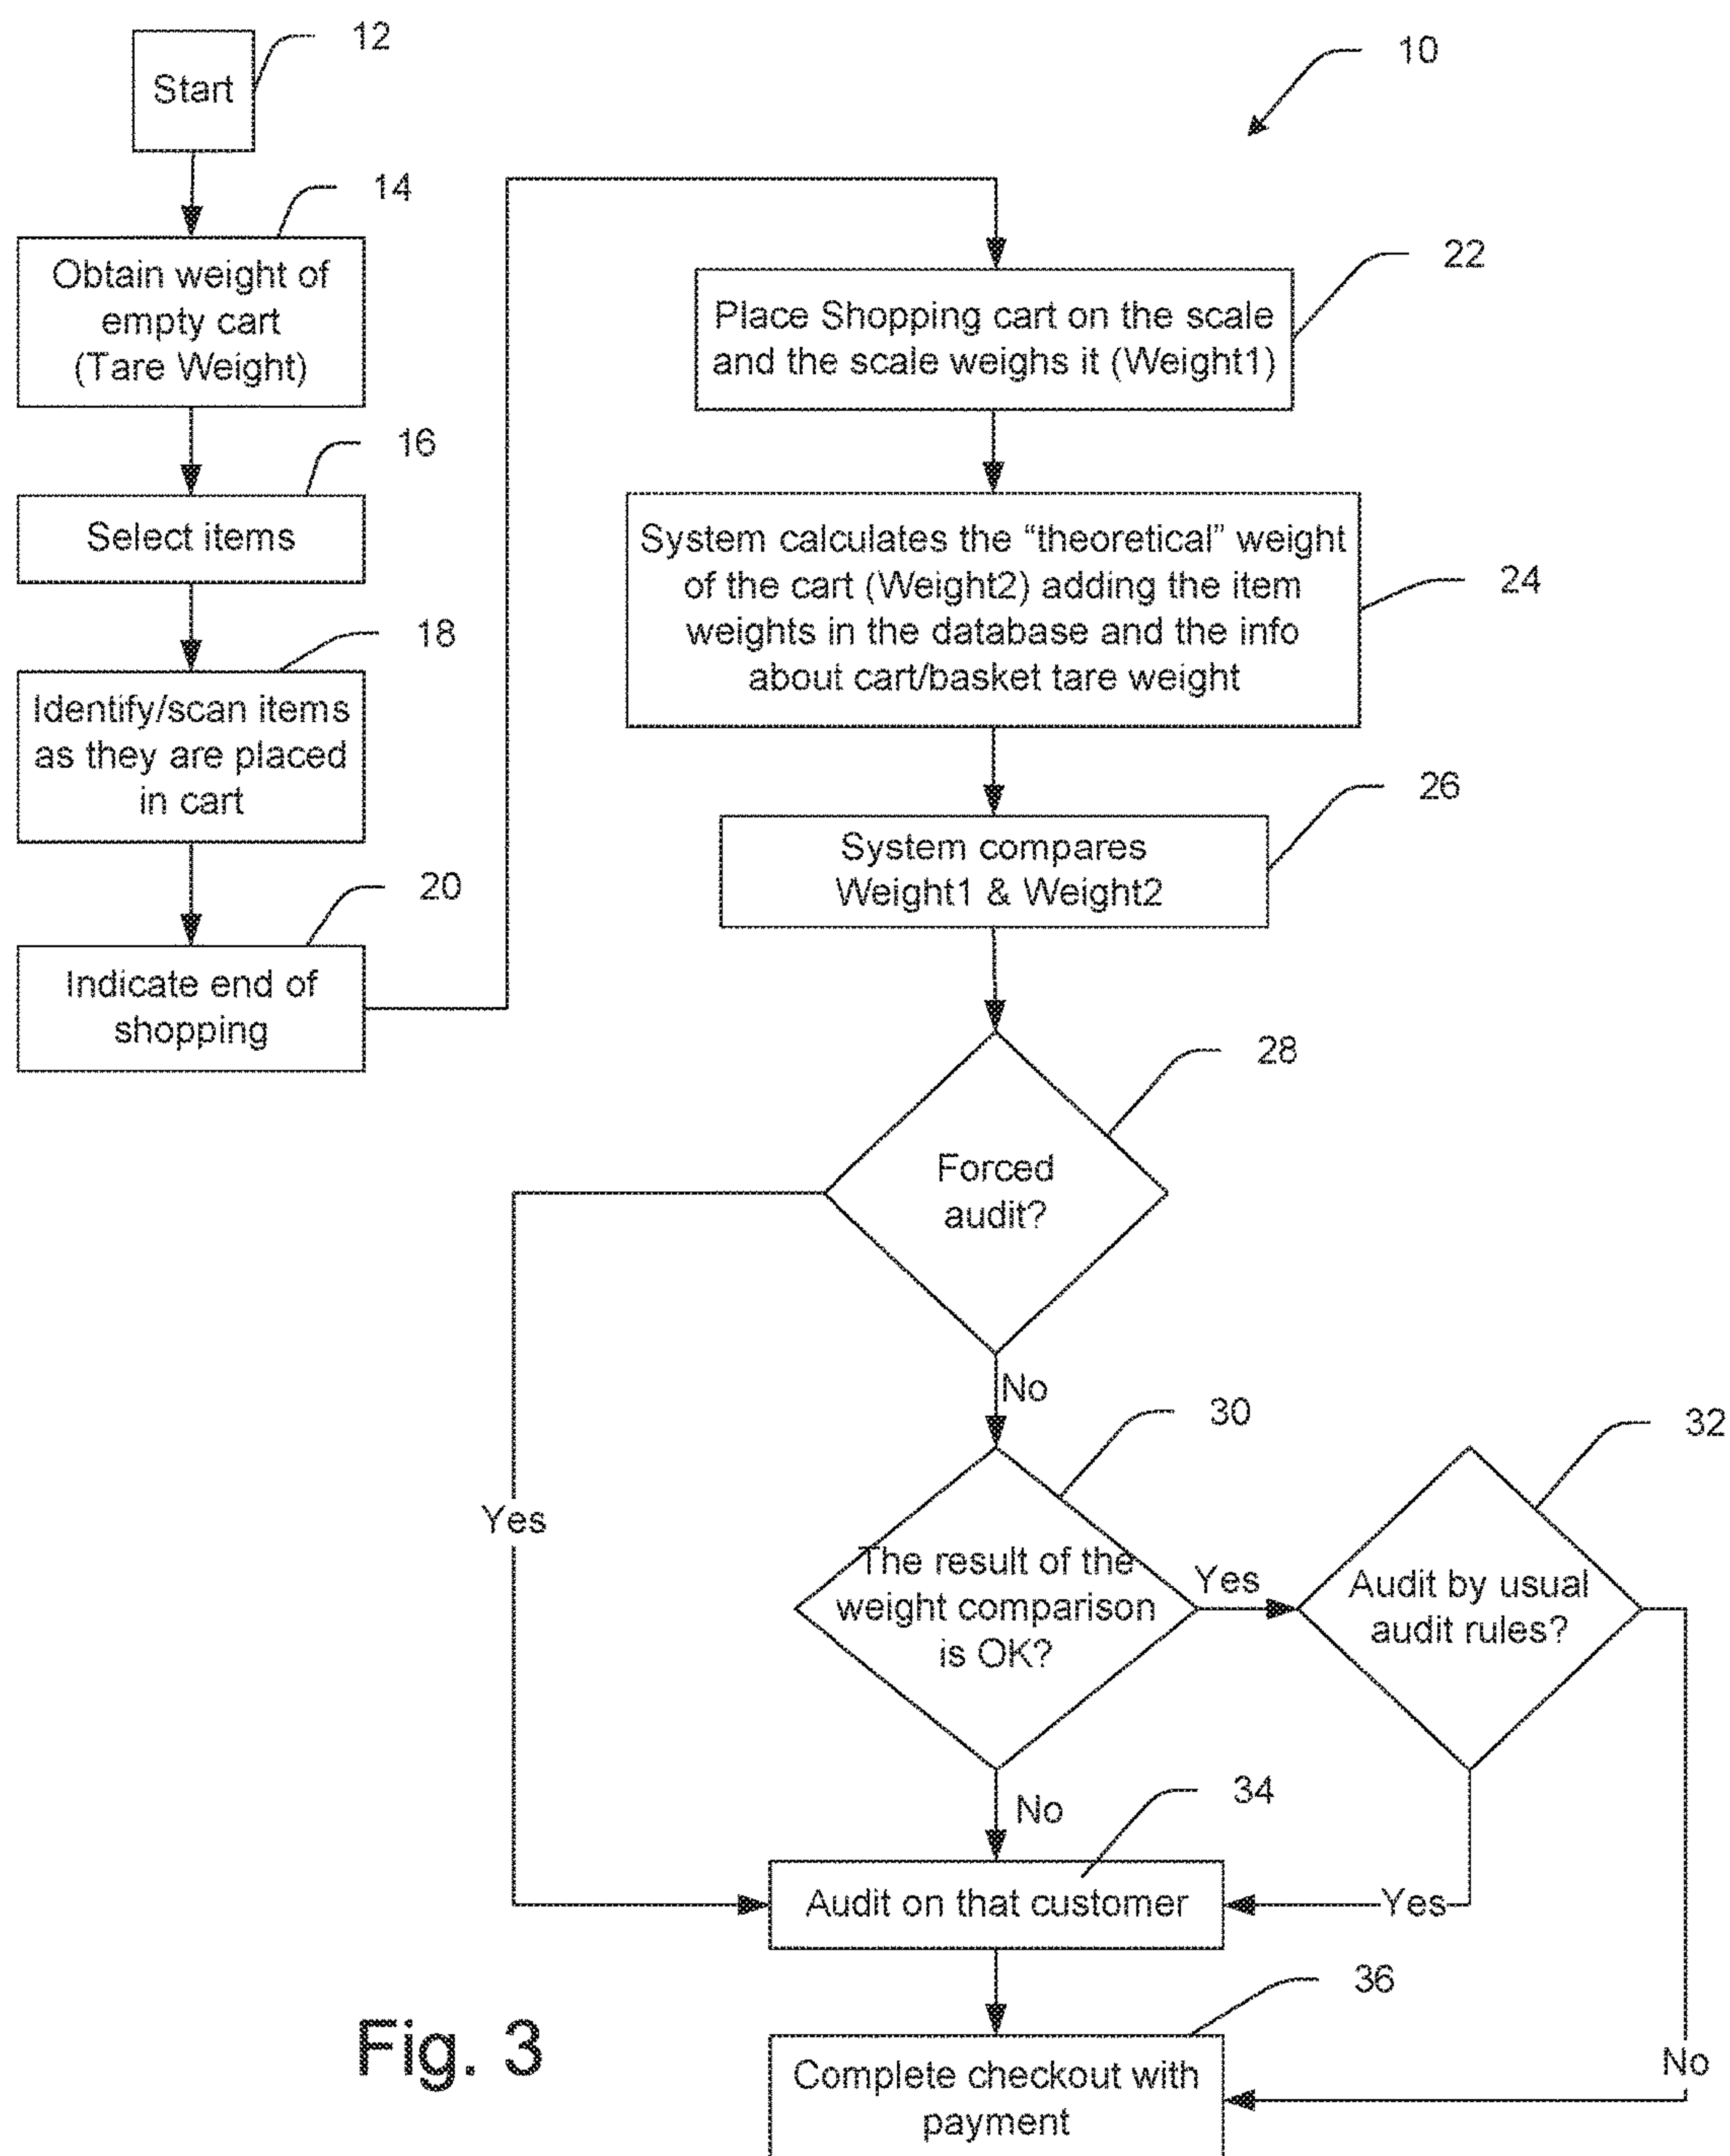 12
Start
10
14
Obtain weight of
empty cart
(Tare Weight)
16
Select items
18
Identify/scan items
as they are placed
in cart
20
Indicate end of
shopping
22
Place Shopping cart on the scale
and the scale weighs it (Weight1)
24
System calculates the “theoretical” weight
of the cart (Weight2) adding the item
weights in the database and the info
about cart/basket tare weight
26
System compares
Weight1 & Weight2
28
Forced
audit?
Yes
No
30
The result of the
weight comparison
is OK?
Yes
32
Audit by usual
audit rules?
No
34
Audit on that customer
Yes
36
Complete checkout with
payment
No
Fig. 3